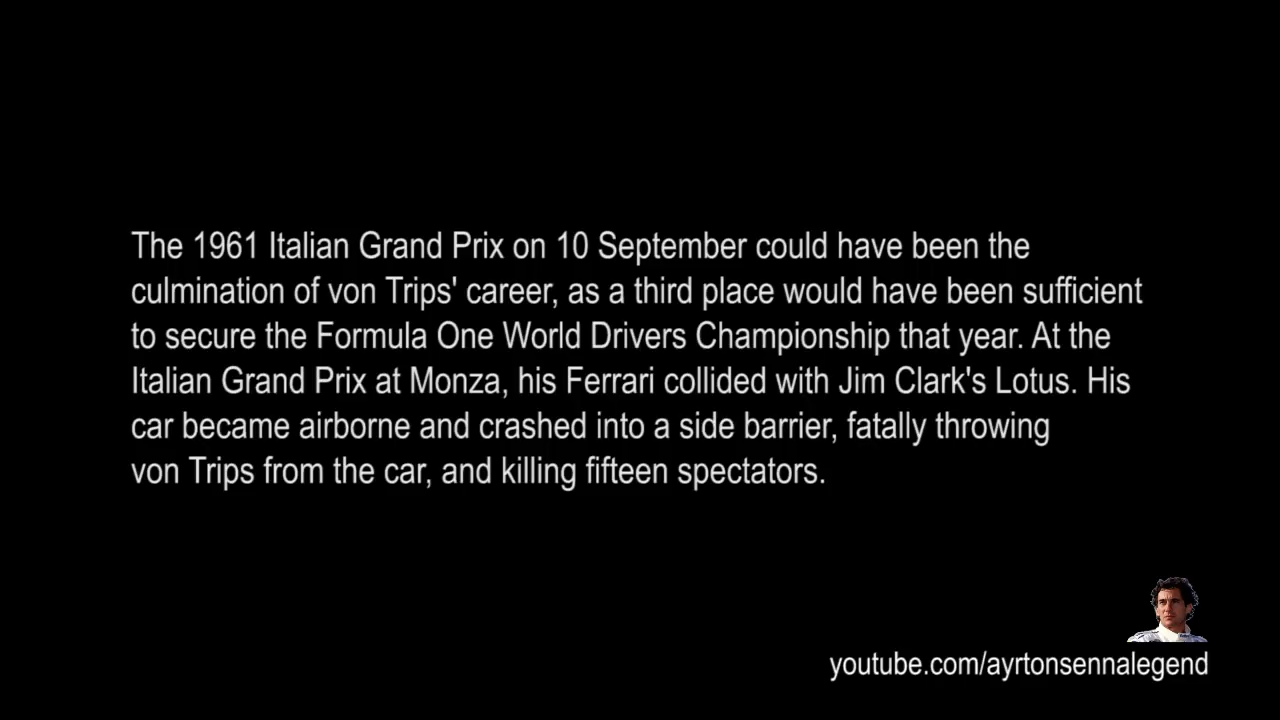 The 1961 Italian Grand Prix on 10 September could have been the
culmination of von Trips' career, as a third place would have been sufficient
to secure the Formula One World Drivers Championship that year. At the
Italian Grand Prix at Monza, his Ferrari collided with Jim Clark's Lotus. His
car became airborne and crashed into a side barrier, fatally throwing
von Trips from the car, and killing fifteen spectators.
youtube.com/ayrtonsennalegend